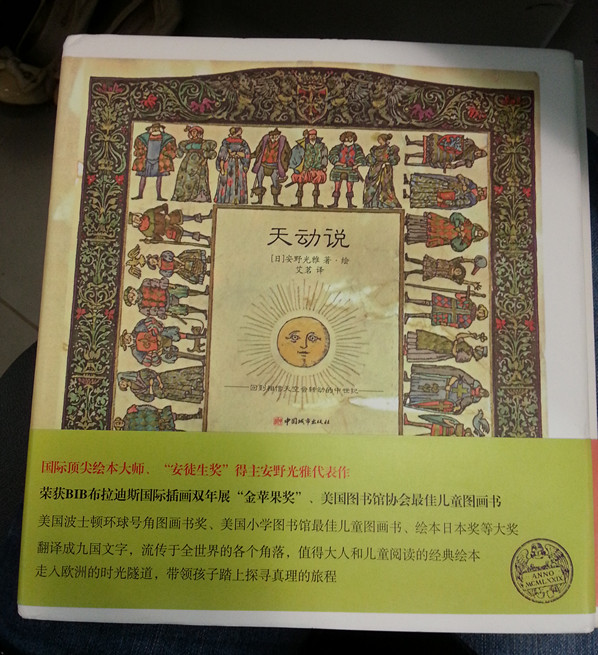 天动说
[日]安野光雅 著·绘
艾茗 译
——回到相信天空会转动的中世纪——
中国城市出版社
国际顶尖绘本大师、“安徒生奖”得主安野光雅代表作
荣获BIB布拉迪斯国际插画双年展“金苹果奖”、美国图书馆协会最佳儿童图画书
美国波士顿环球号角图画书奖、美国小学图书馆最佳儿童图画书、绘本日本奖等大奖
翻译成九国文字，流传于全世界的各个角落，值得大人和儿童阅读的经典绘本
走入欧洲的时光隧道，带领孩子踏上探寻真理的旅程
ANNO
MCMLXXIX